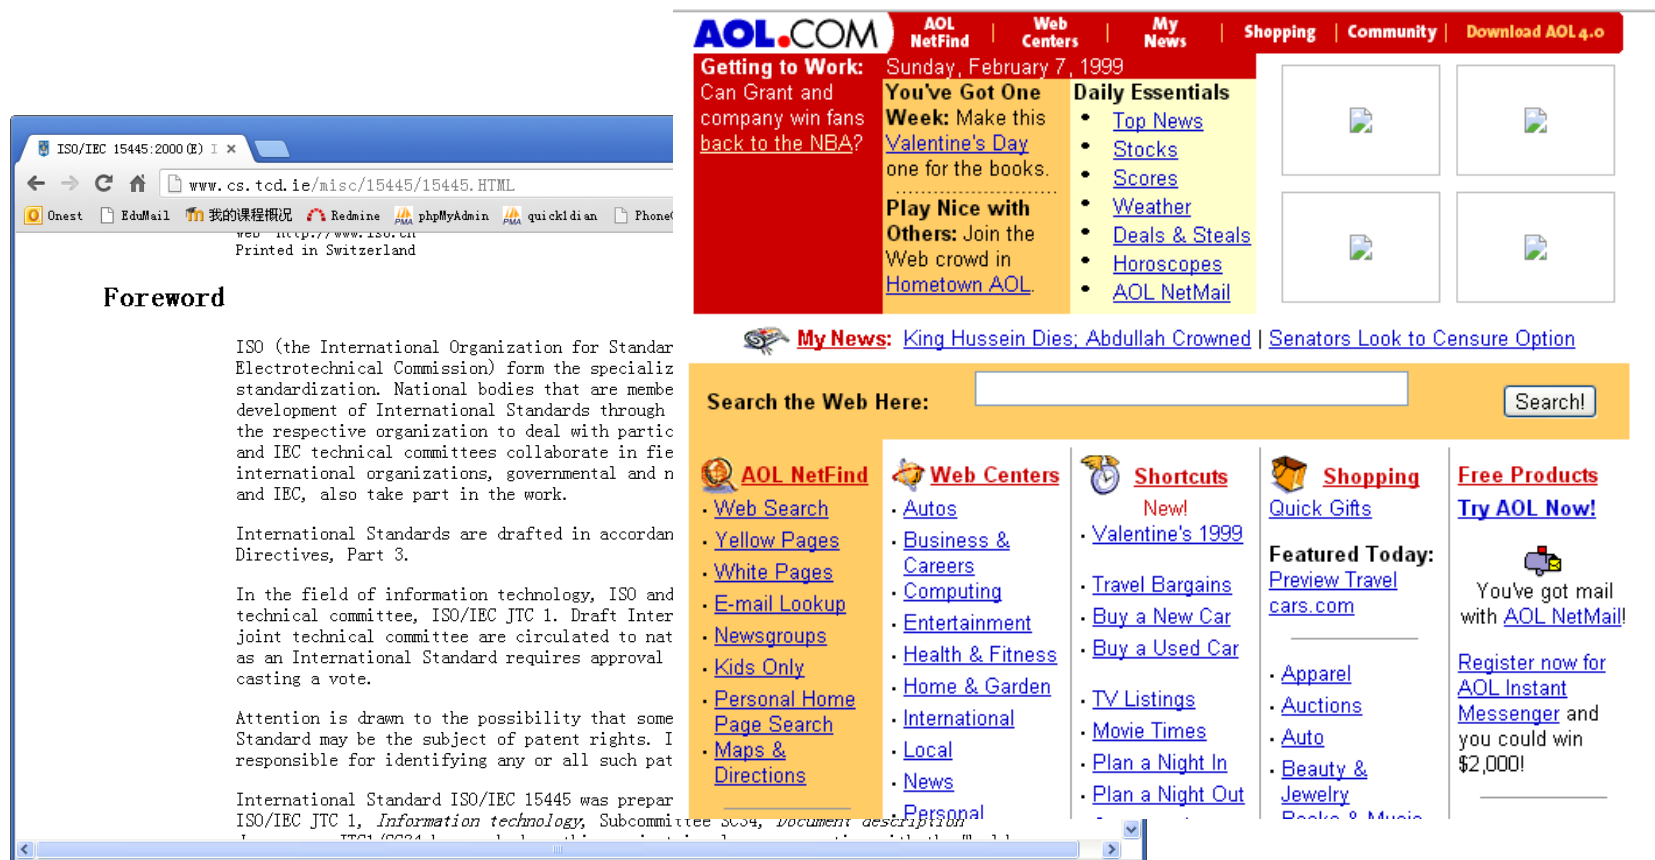 ISO/IEC 15445:2000(E) I
www.cs.tcd.ie/misc/15445/15445.HTML
Onest EduMail 我的课程概况 Redmine phpMyAdmin quickldian Phone
Web http://www.iso.ch
Printed in Switzerland
Foreword
ISO (the International Organization for Standar
Electrotechnical Commission) form the specializ
standardization. National bodies that are membe
development of International Standards through
the respective organization to deal with partic
and IEC technical committees collaborate in fie
international organizations, governmental and n
and IEC, also take part in the work.
International Standards are drafted in accordan
Directives, Part 3.
In the field of information technology, ISO and
technical committee, ISO/IEC JTC 1. Draft Inter
joint technical committee are circulated to nat
as an International Standard requires approval
casting a vote.
Attention is drawn to the possibility that some
Standard may be the subject of patent rights. I
responsible for identifying any or all such pat
International Standard ISO/IEC 15445 was prepar
ISO/IEC JTC 1, Information technology, Subcommittee SC34, Document description
AOL.COM
AOL NetFind | Web Centers | My News | Shopping | Community | Download AOL 4.0
Getting to Work:
Can Grant and
company win fans
back to the NBA?
Sunday, February 7, 1999
You've Got One
Week: Make this
Valentine's Day
one for the books.
Play Nice with
Others: Join the
Web crowd in
Hometown AOL.
Daily Essentials
• Top News
• Stocks
• Scores
• Weather
• Deals & Steals
• Horoscopes
• AOL NetMail
My News: King Hussein Dies; Abdullah Crowned | Senators Look to Censure Option
Search the Web Here:
Search!
AOL NetFind
· Web Search
· Yellow Pages
· White Pages
· E-mail Lookup
· Newsgroups
· Kids Only
· Personal Home
Page Search
· Maps &
Directions
Web Centers
· Autos
· Business &
Careers
· Computing
· Entertainment
· Health & Fitness
· Home & Garden
· International
· Local
· News
· Personal
Shortcuts
New!
· Valentine's 1999
· Travel Bargains
· Buy a New Car
· Buy a Used Car
· TV Listings
· Movie Times
· Plan a Night In
· Plan a Night Out
Shopping
Quick Gifts
Featured Today:
Preview Travel
cars.com
· Apparel
· Auctions
· Auto
· Beauty &
Jewelry
Books & Music
Free Products
Try AOL Now!
You've got mail
with AOL NetMail!
Register now for
AOL Instant
Messenger and
you could win
$2,000!